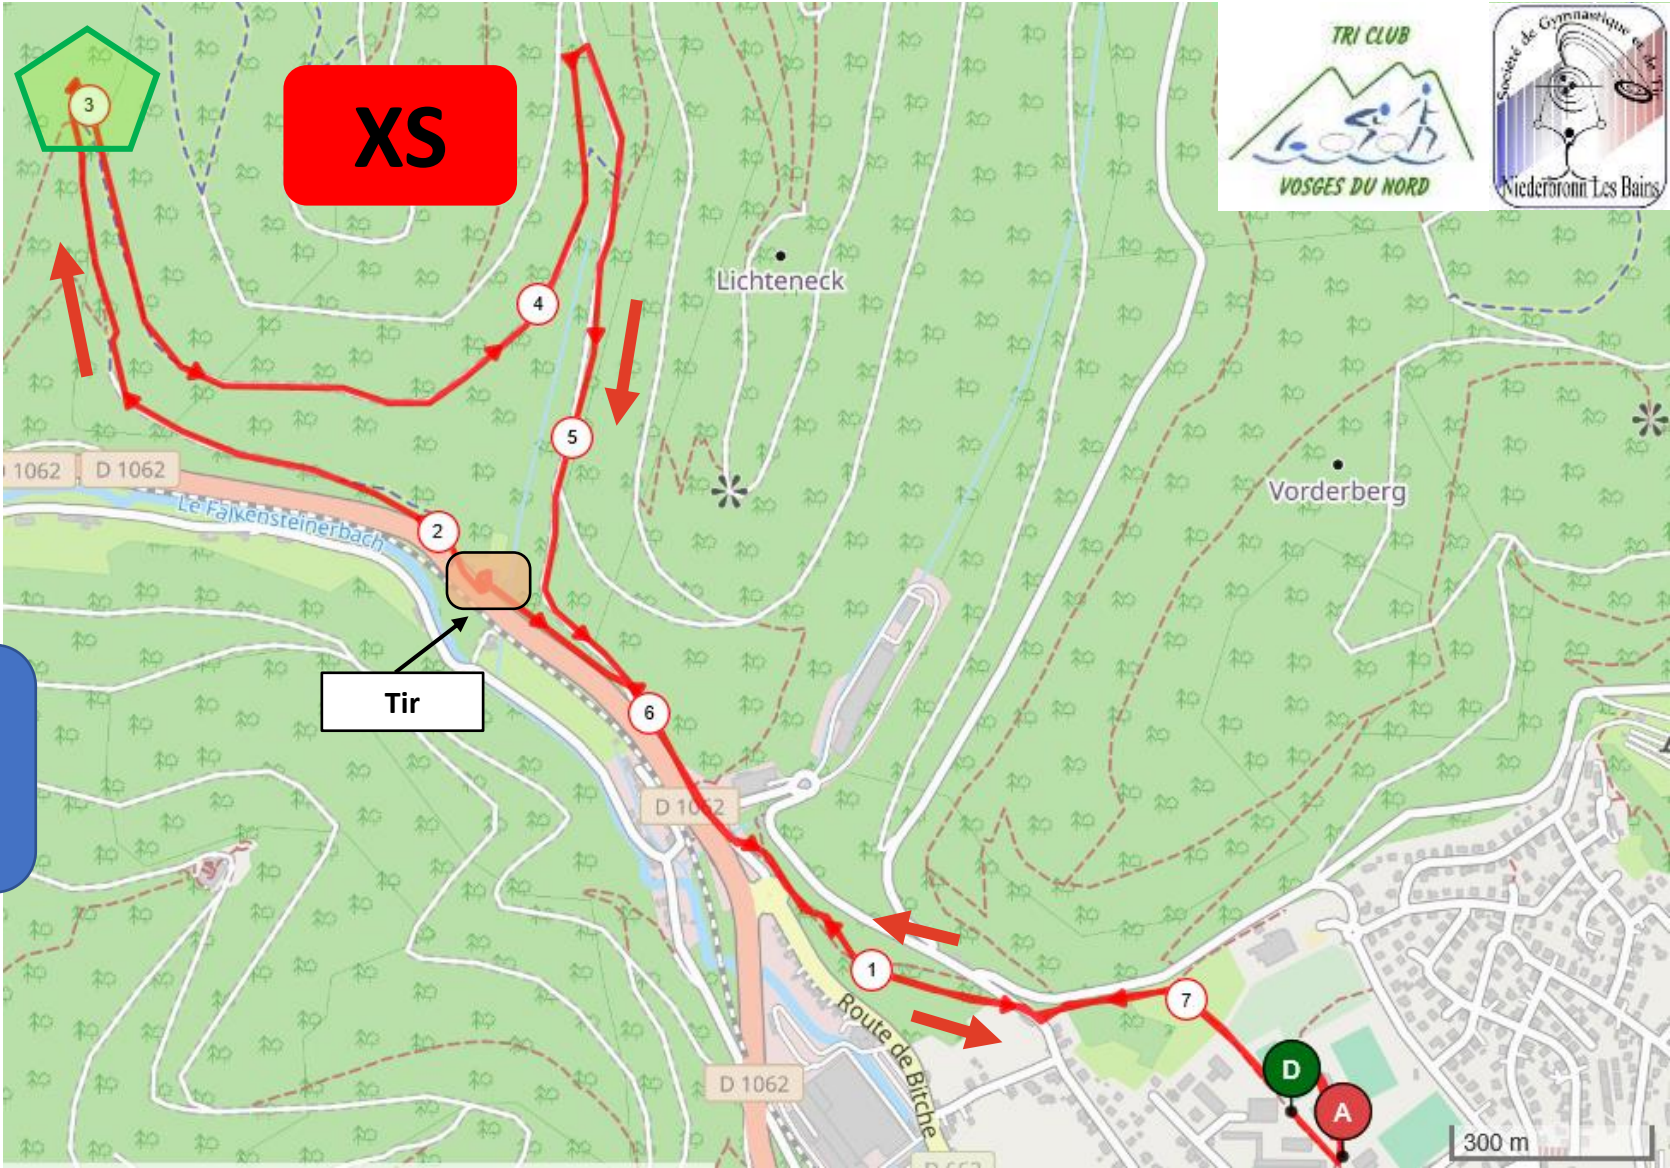 XS
TRI CLUB
VOSGES DU NORD
Société de Gymnastique et de Tir
Niederbronn Les Bains
3
4
Lichteneck
5
1062
D 1062
Le Falkensteinerbach
2
Vorderberg
Tir
6
D 1062
1
7
Route de Bitche
D
A
D 1062
300 m